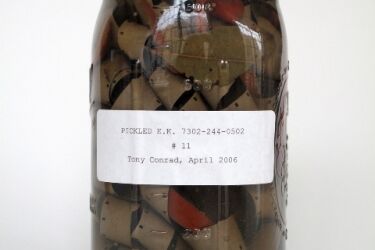 PICKLED E.K. 7302-244-0502
# 11
Tony Conrad, April 2006